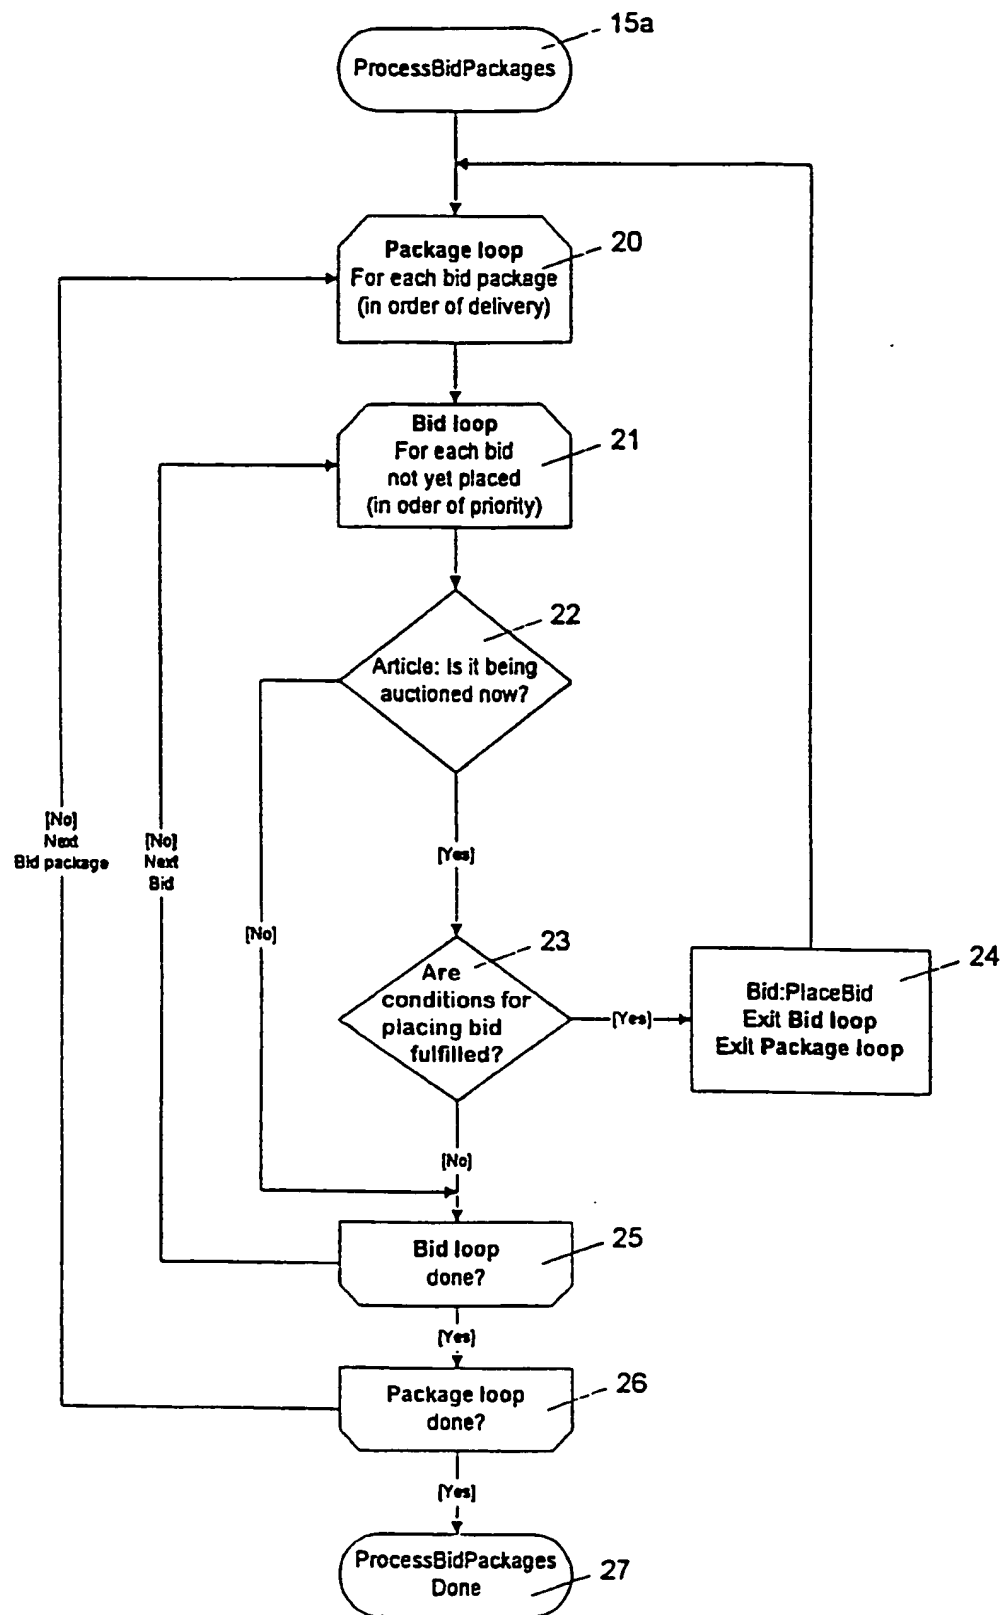 15a
ProcessBidPackages
20
Package loop
For each bid package
(in order of delivery)
21
Bid loop
For each bid
not yet placed
(in oder of priority)
22
Article: Is it being
auctioned now?
[No]
Next
Bid package
[No]
Next
Bid
[Yes]
[No]
23
Are
conditions for
placing bid
fulfilled?
[Yes]
24
Bid:PlaceBid
Exit Bid loop
Exit Package loop
[No]
25
Bid loop
done?
[Yes]
26
Package loop
done?
[Yes]
ProcessBidPackages
Done
27